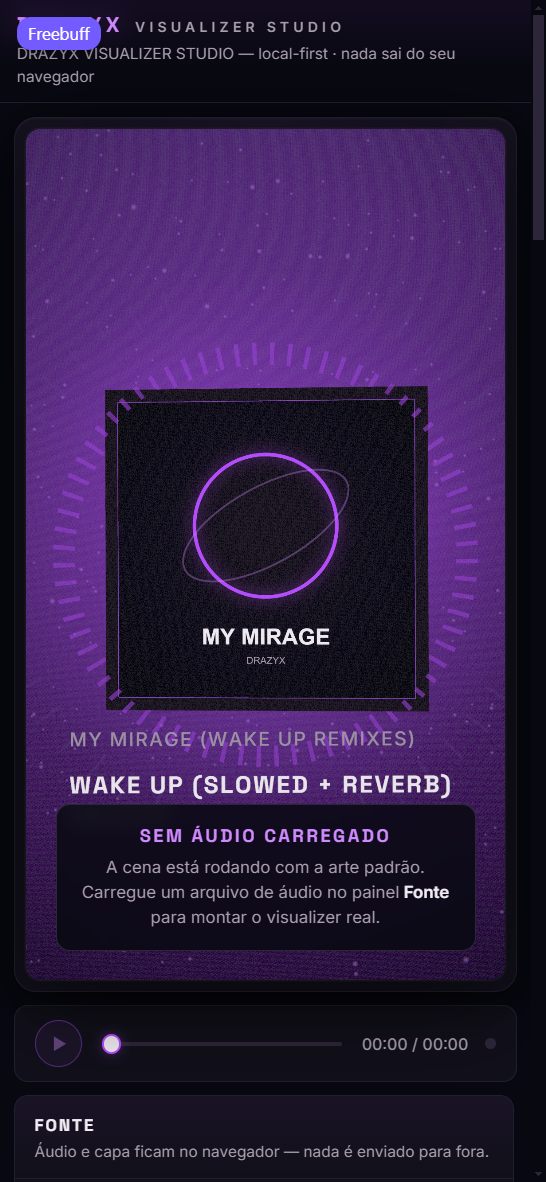 VISUALIZER STUDIO
Freebuff
DRAZYX VISUALIZER STUDIO — local-first · nada sai do seu
navegador
MY MIRAGE
DRAZYX
MY MIRAGE (WAKE UP REMIXES)
WAKE UP (SLOWED + REVERB)
SEM ÁUDIO CARREGADO
A cena está rodando com a arte padrão.
Carregue um arquivo de áudio no painel Fonte
para montar o visualizer real.
00:00 / 00:00
FONTE
Áudio e capa ficam no navegador — nada é enviado para fora.